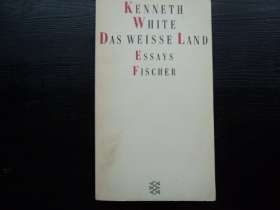 KENNETH
WHITE
DAS WEISSE LAND
ESSAYS
FISCHER